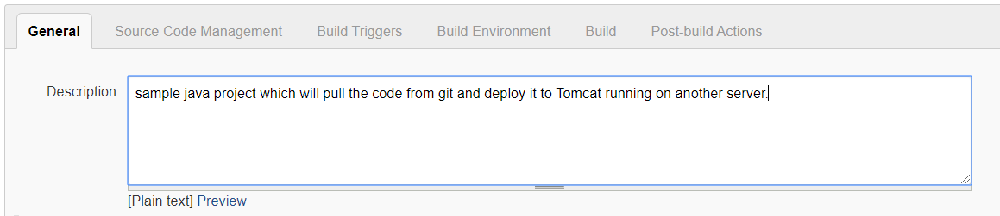 General Source Code Management Build Triggers Build Environment Build Post-build Actions
Description sample java project which will pull the code from git and deploy it to Tomcat running on another server.
[Plain text] Preview